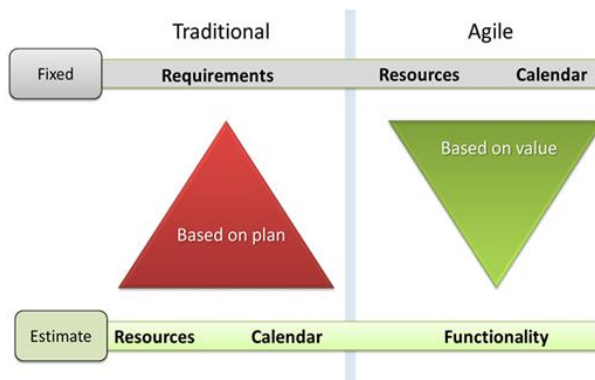 Traditional Agile
Fixed Requirements Resources Calendar
Based on value
Based on plan
Estimate Resources Calendar Functionality